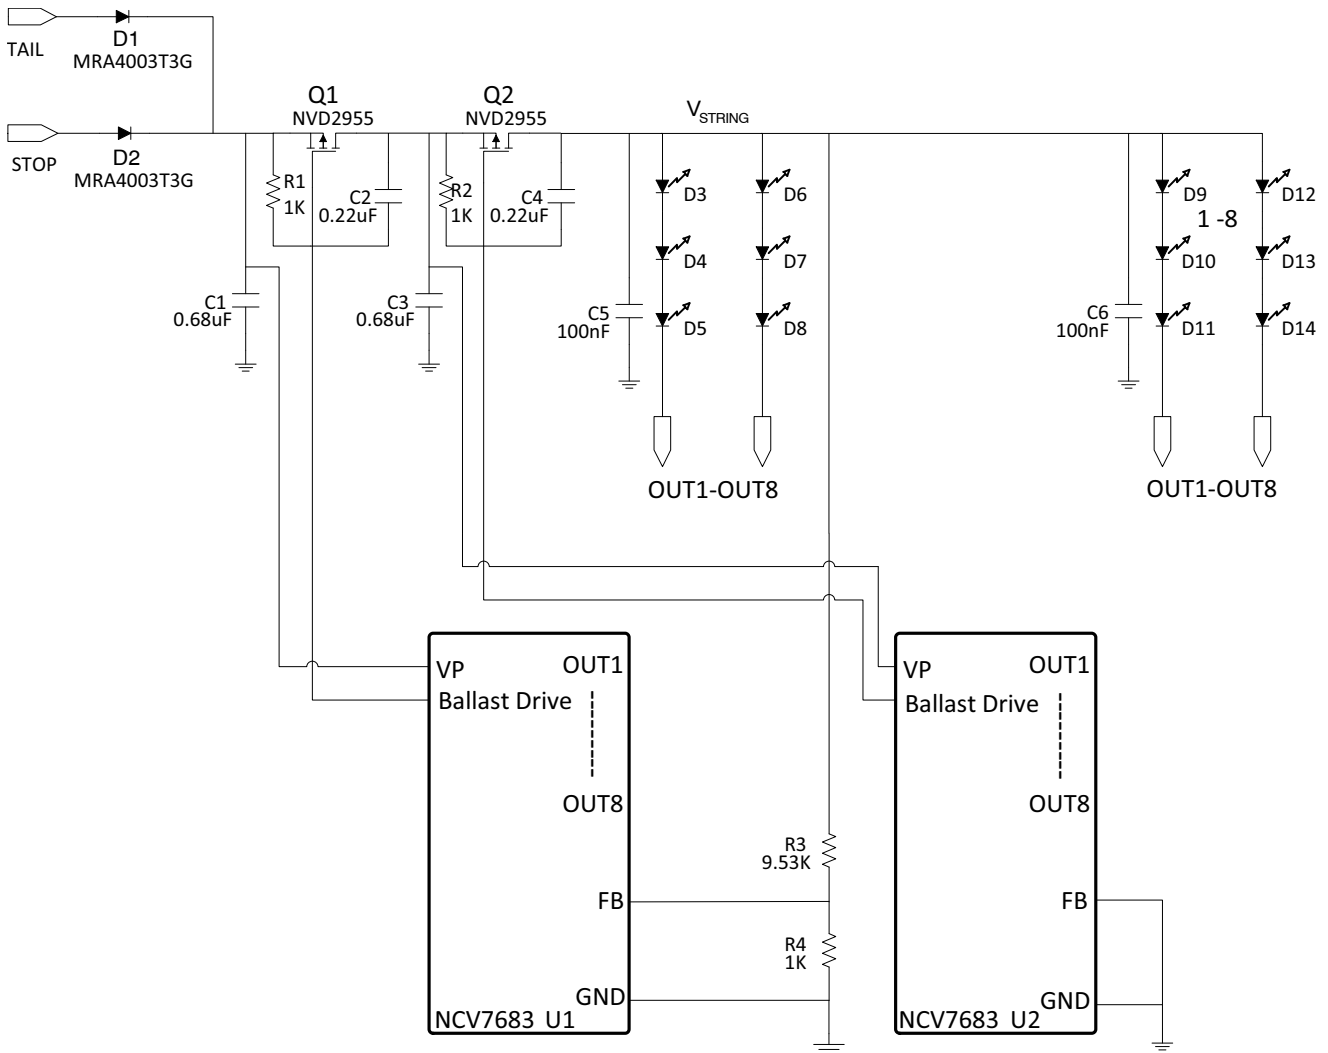 TAIL
D1
MRA4003T3G
STOP
D2
MRA4003T3G
Q1
NVD2955
Q2
NVD2955
VSTRING
R1
1K
C2
0.22uF
R2
1K
C4
0.22uF
C1
0.68uF
C3
0.68uF
C5
100nF
D3
D4
D5
D6
D7
D8
OUT1-OUT8
C6
100nF
D9
1 -8
D10
D11
D12
D13
D14
OUT1-OUT8
VP
OUT1
Ballast Drive
OUT8
FB
GND
NCV7683 U1
R3
9.53K
R4
1K
VP
OUT1
Ballast Drive
OUT8
FB
GND
NCV7683 U2